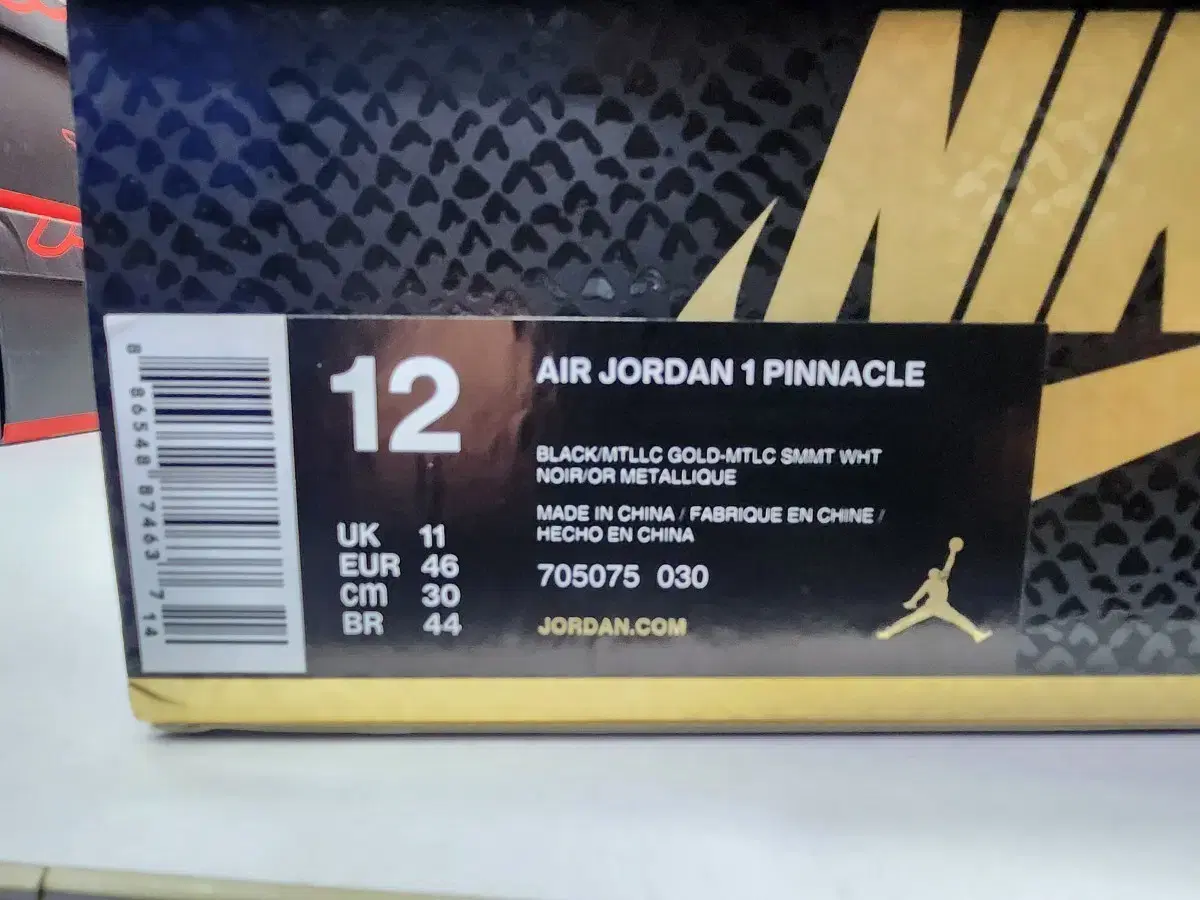 NIK
12
AIR JORDAN 1 PINNACLE
BLACK/MTLLC GOLD-MTLC SMMT WHT
NOIR/OR METALLIQUE
MADE IN CHINA / FABRIQUE EN CHINE /
HECHO EN CHINA
UK 11
EUR 46
cm 30
BR 44
705075 030
JORDAN.COM
8 86548 87463 7 14